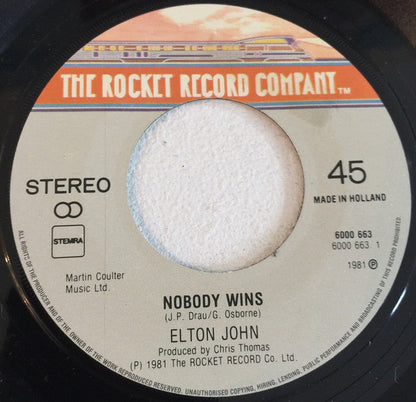 THE ROCKET RECORD COMPANY TM
STEREO
45
MADE IN HOLLAND
STEMRA
6000 663
6000 663 1
1981 P
Martin Coulter
Music Ltd.
NOBODY WINS
(J.P. Drau/G. Osborne)
ELTON JOHN
Produced by Chris Thomas
(P) 1981 The ROCKET RECORD Co. Ltd.
ALL RIGHTS OF THE PRODUCER AND OF THE OWNER OF THE RECORDED WORK RESERVED. UNAUTHORISED COPYING, HIRING, LENDING, PUBLIC PERFORMANCE AND BROADCASTING OF THIS RECORD PROHIBITED